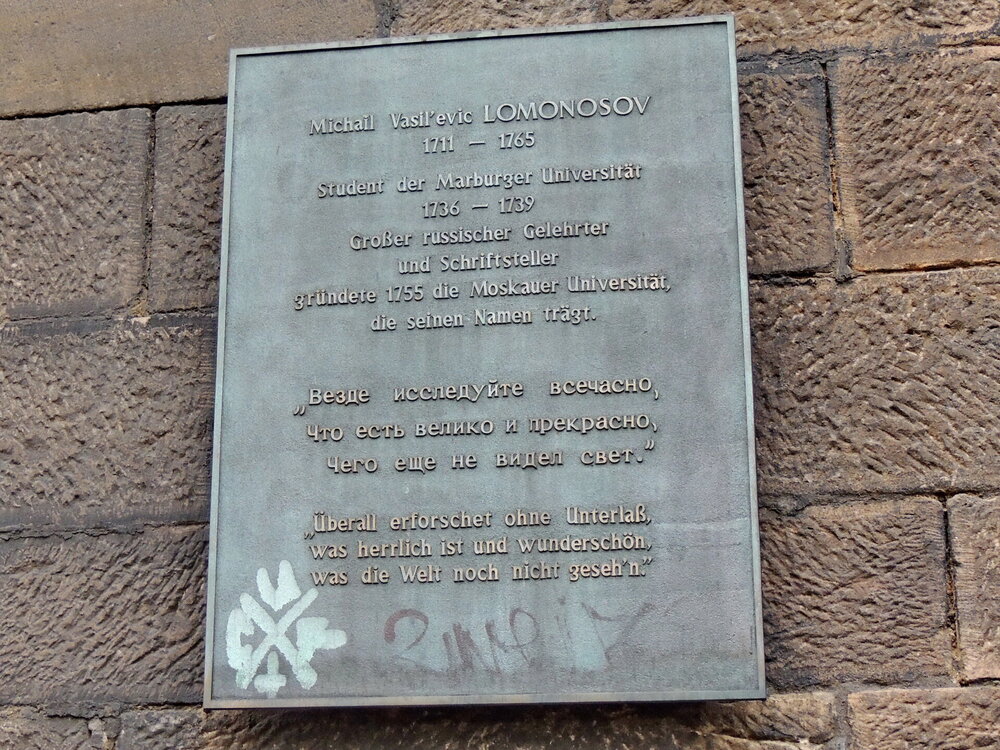 Michail Vasil'evic LOMONOSOV
1711 – 1765
Student der Marburger Universität
1736 – 1739
Großer russischer Gelehrter
und Schriftsteller
gründete 1755 die Moskauer Universität,
die seinen Namen trägt.
„Везде исследуйте всечасно,
Что есть велико и прекрасно,
Чего еще не видел свет.”
„Überall erforschet ohne Unterlaß,
was herrlich ist und wunderschön,
was die Welt noch nicht geseh'n.”